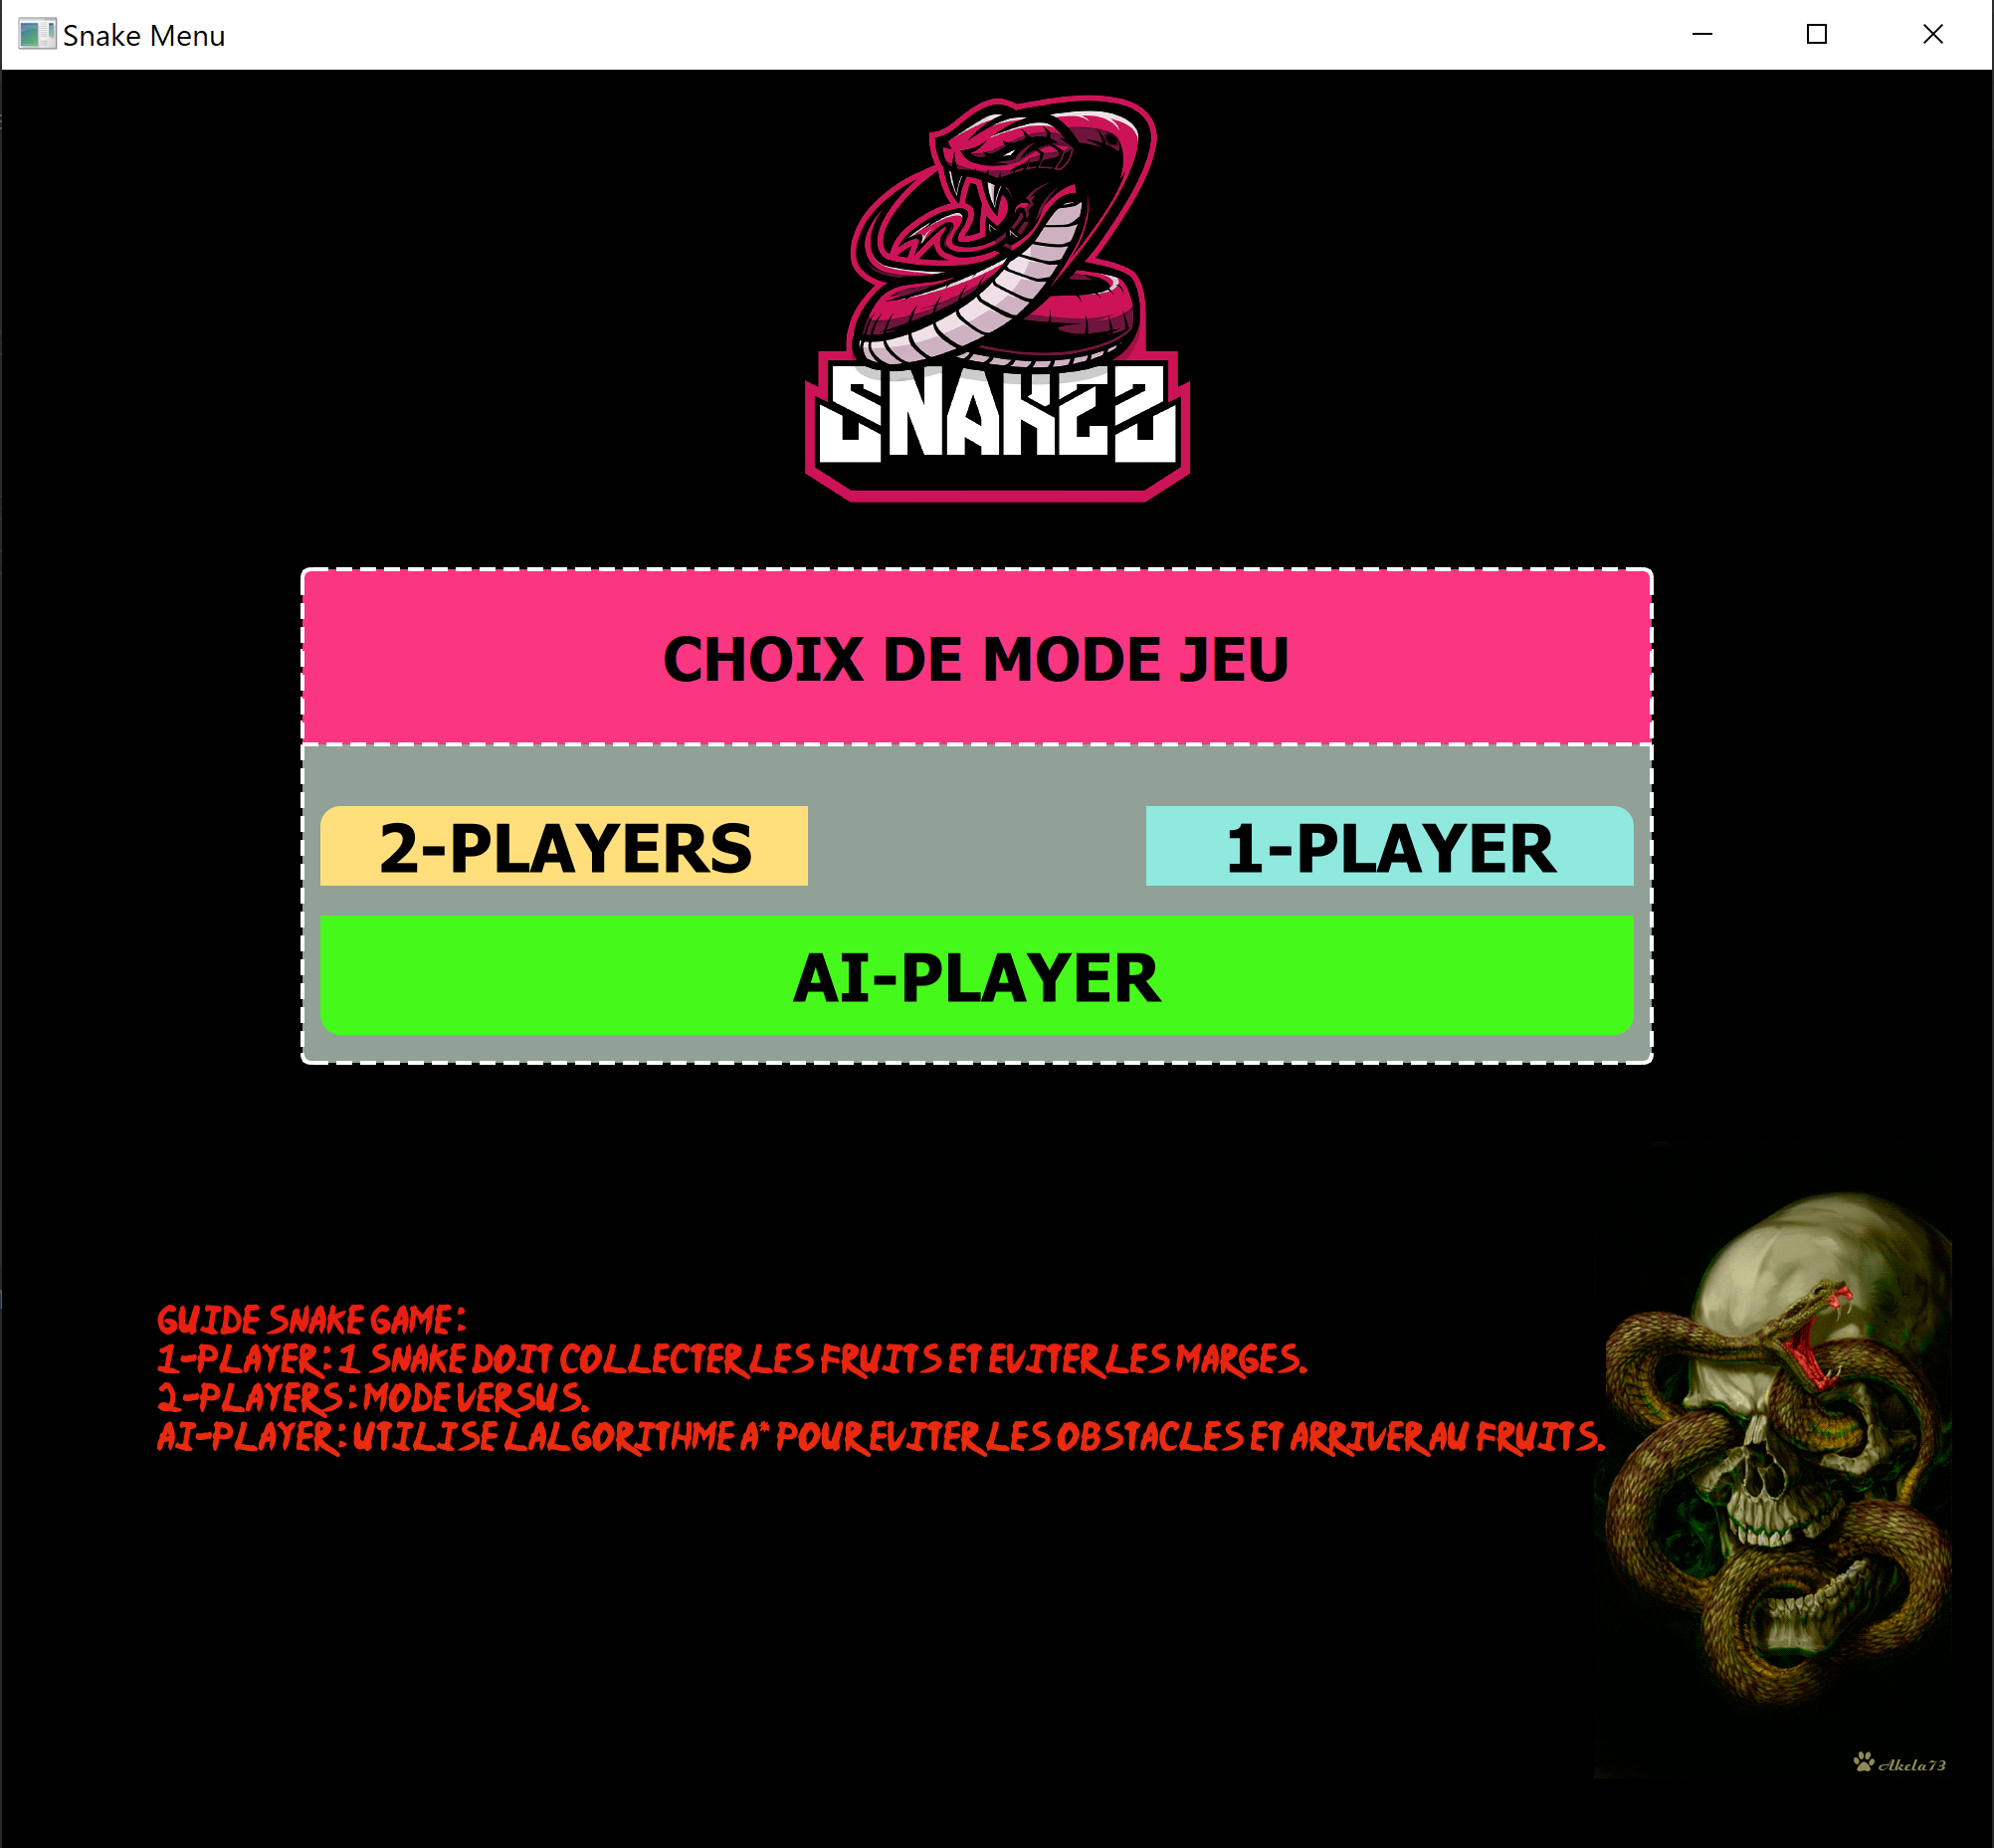 Snake Menu
SNAKES
CHOIX DE MODE JEU
2-PLAYERS
1-PLAYER
AI-PLAYER
GUIDE SNAKE GAME:
1-PLAYER: 1 SNAKE DOIT COLLECTER LES FRUITS ET EVITER LES MARGES.
2-PLAYERS: MODE VERSUS.
AI-PLAYER: UTILISE LALGORITHME A* POUR EVITER LES OBSTACLES ET ARRIVER AU FRUITS.
Akela73